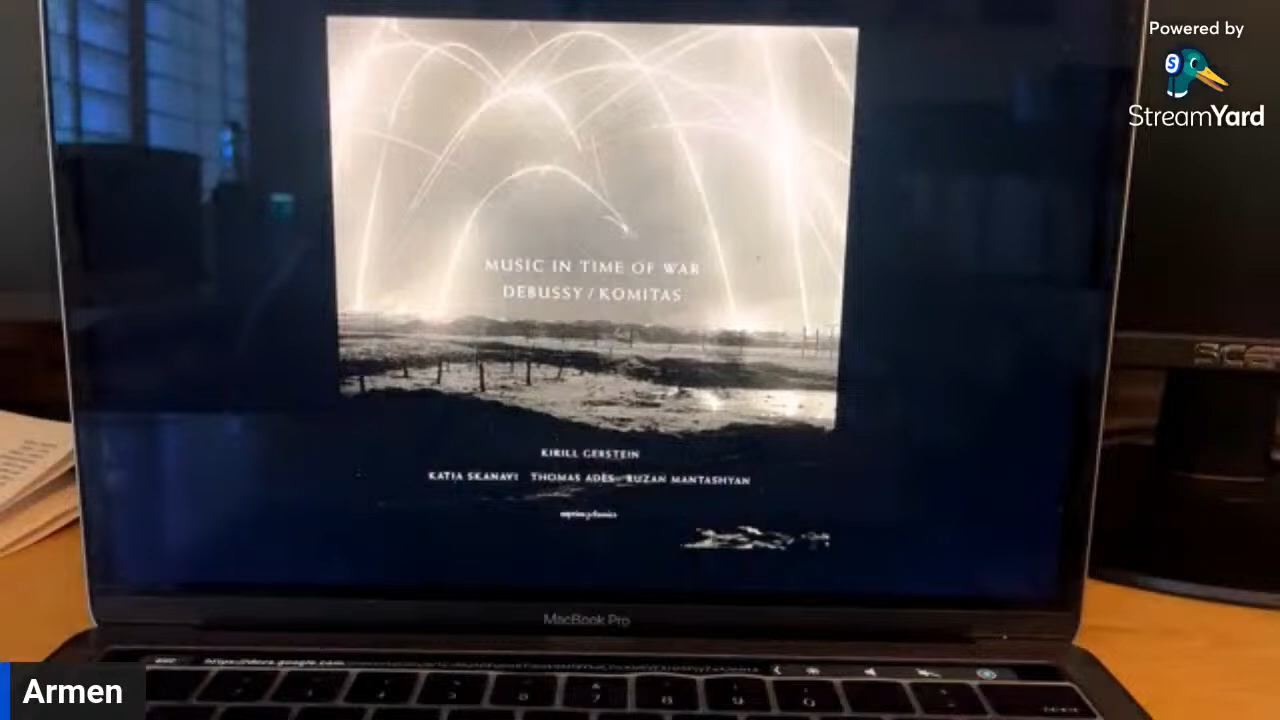 Powered by
StreamYard
MUSIC IN TIME OF WAR
DEBUSSY / KOMITAS
KIRILL GERSTEIN
KATIA SKANAVI THOMAS ADÈS RUZAN MANTASHYAN
MacBook Pro
esc
Armen